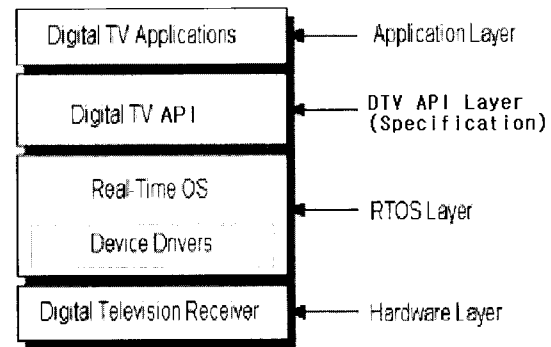 Digital TV Applications
Application Layer
Digital TV API
DTV API Layer
(Specification)
Real-Time OS
RTOS Layer
Device Drivers
Digital Television Receiver
Hardware Layer